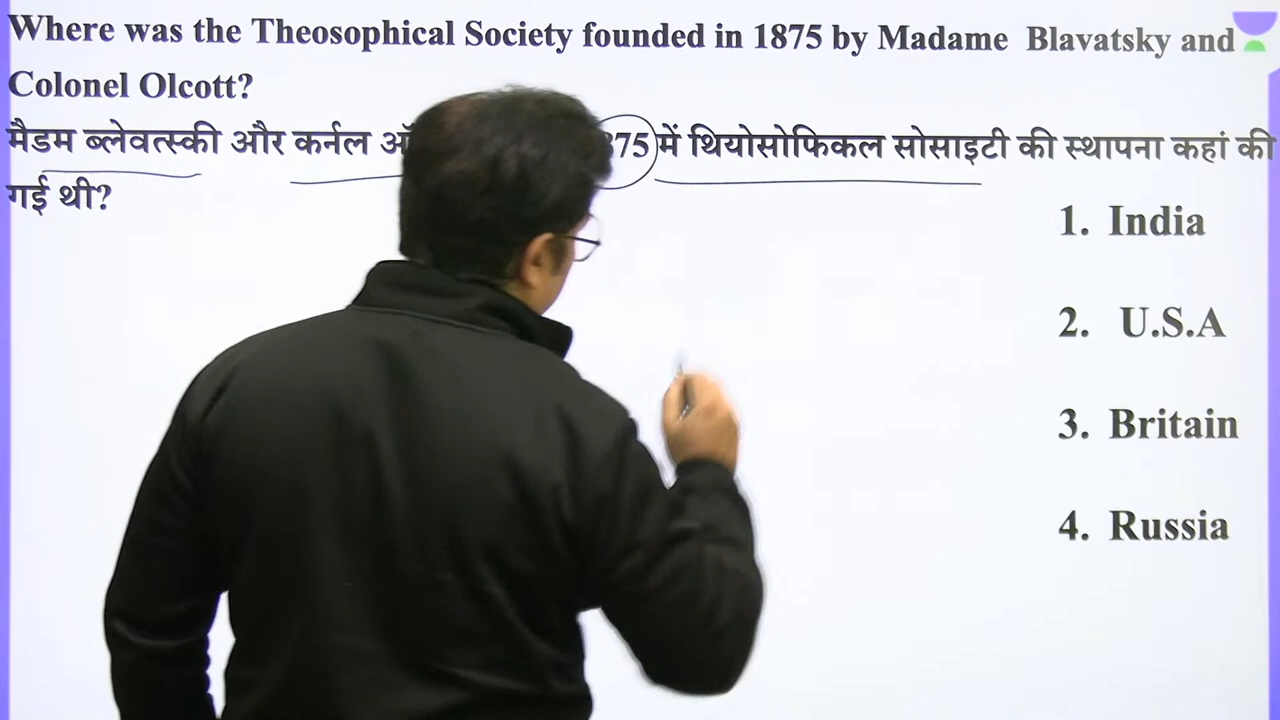 Where was the Theosophical Society founded in 1875 by Madame Blavatsky and
Colonel Olcott?
मैडम ब्लेवत्स्की और कर्नल में थियोसोफिकल सोसाइटी की स्थापना कहां की
गई थी?
1. India
2. U.S.A
3. Britain
4. Russia